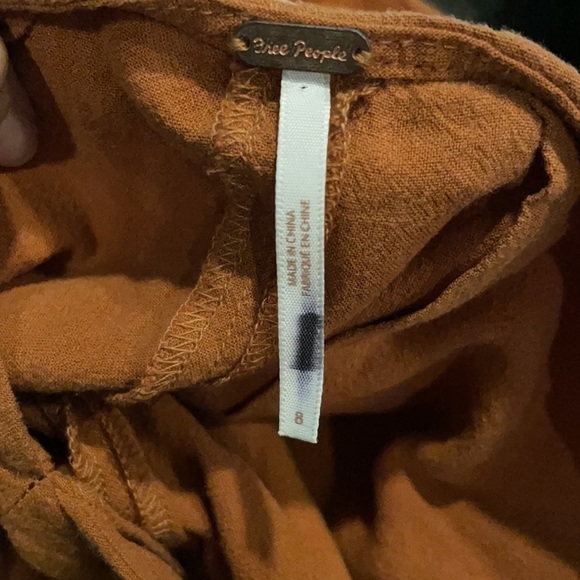 Free People
MADE IN CHINA
FABRIQUÉ EN CHINE
8